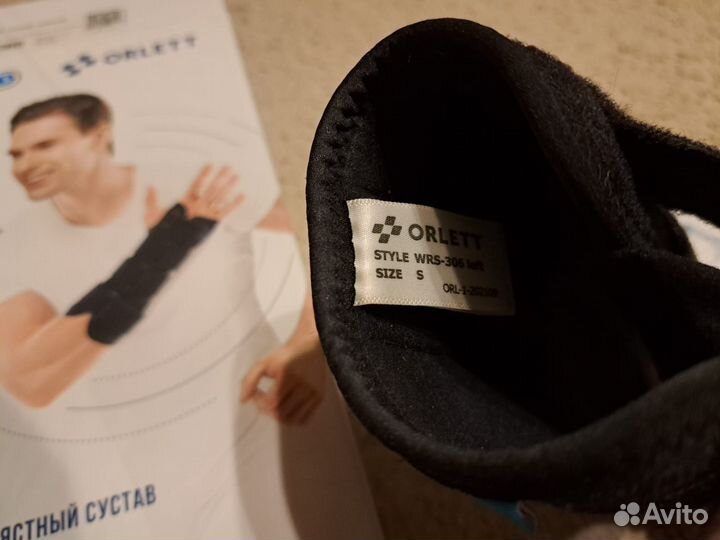 ORLETT
ORLETT
STYLE WRS-306 left
SIZE S
ЯСТНЫЙ СУСТАВ
Avito